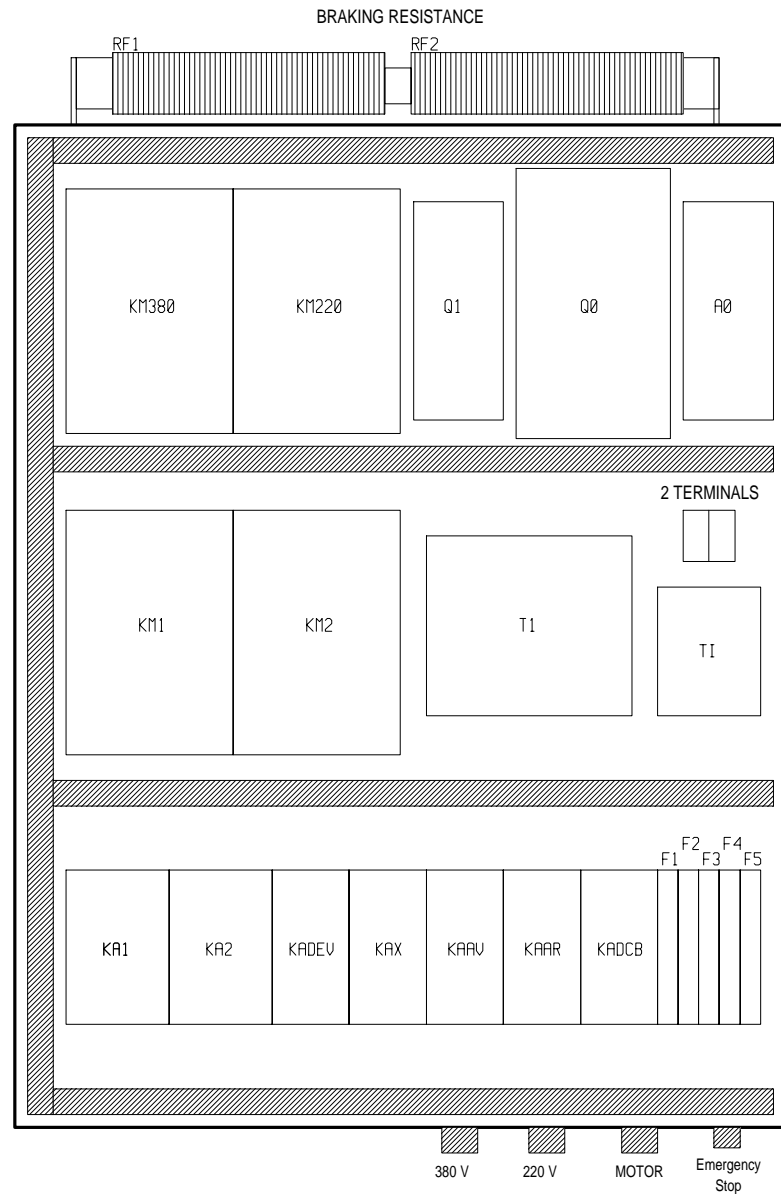 BRAKING RESISTANCE
RF1 RF2
KM380 KM220 Q1 Q0 A0
2 TERMINALS
KM1 KM2 T1 TI
F2 F4
F1 F3 F5
KA1 KA2 KADEV KAX KAAV KAAR KADCB
380 V 220 V MOTOR Emergency
Stop